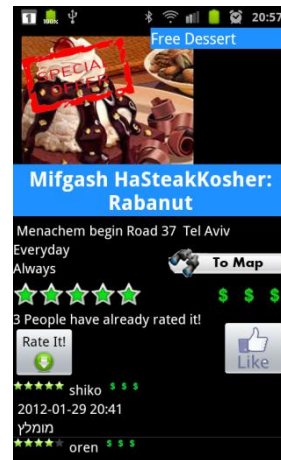 1
20:57
Free Dessert
SPECIAL
OFFER
Mifgash HaSteakKosher:
Rabanut
Menachem begin Road 37 Tel Aviv
Everyday
Always
To Map
$ $ $
3 People have already rated it!
Rate It!
Like
shiko $ $ $
2012-01-29 20:41
מומלץ
oren $ $ $